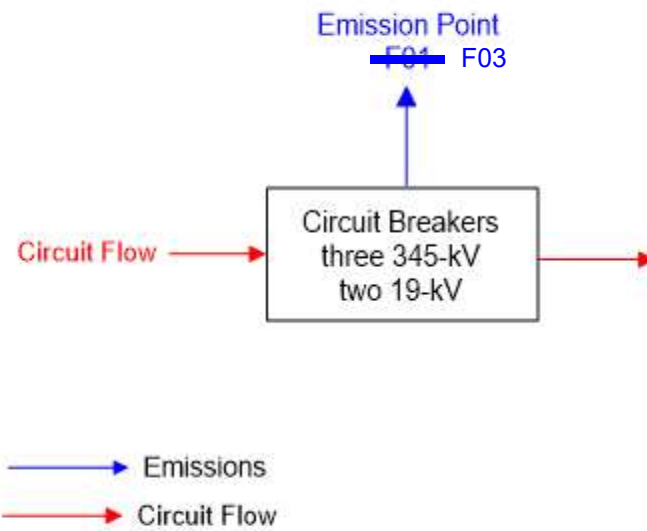 Emission Point
F01 F03
Circuit Flow
Circuit Breakers
three 345-kV
two 19-kV
Emissions
Circuit Flow